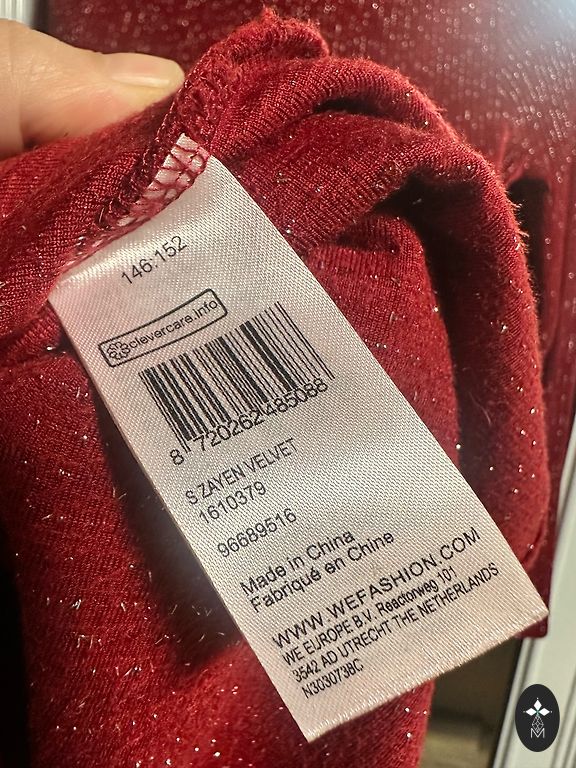 146:152
clevercare.info
8 720262 485088
S ZAYEN VELVET
1610379
96689516
Made in China
Fabriqué en Chine
WWW.WEFASHION.COM
WE EUROPE B.V. Reactorweg 101
3542 AD UTRECHT THE NETHERLANDS
N303073BC
M